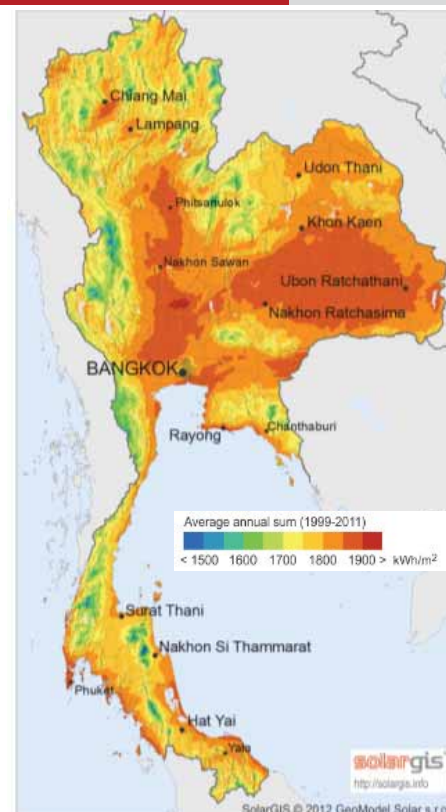 Chiang Mai
Lampang
Udon Thani
Phitsanulok
Khon Kaen
Nakhon Sawan
Ubon Ratchathani
Nakhon Ratchasima
BANGKOK
Rayong
Chanthaburi
Average annual sum (1999-2011)
< 1500 1600 1700 1800 1900 > kWh/m²
Surat Thani
Nakhon Si Thammarat
Phuket
Hat Yai
Yala
solargis
http://solargis.info
SolarGIS © 2012 GeoModel Solar s.r.o